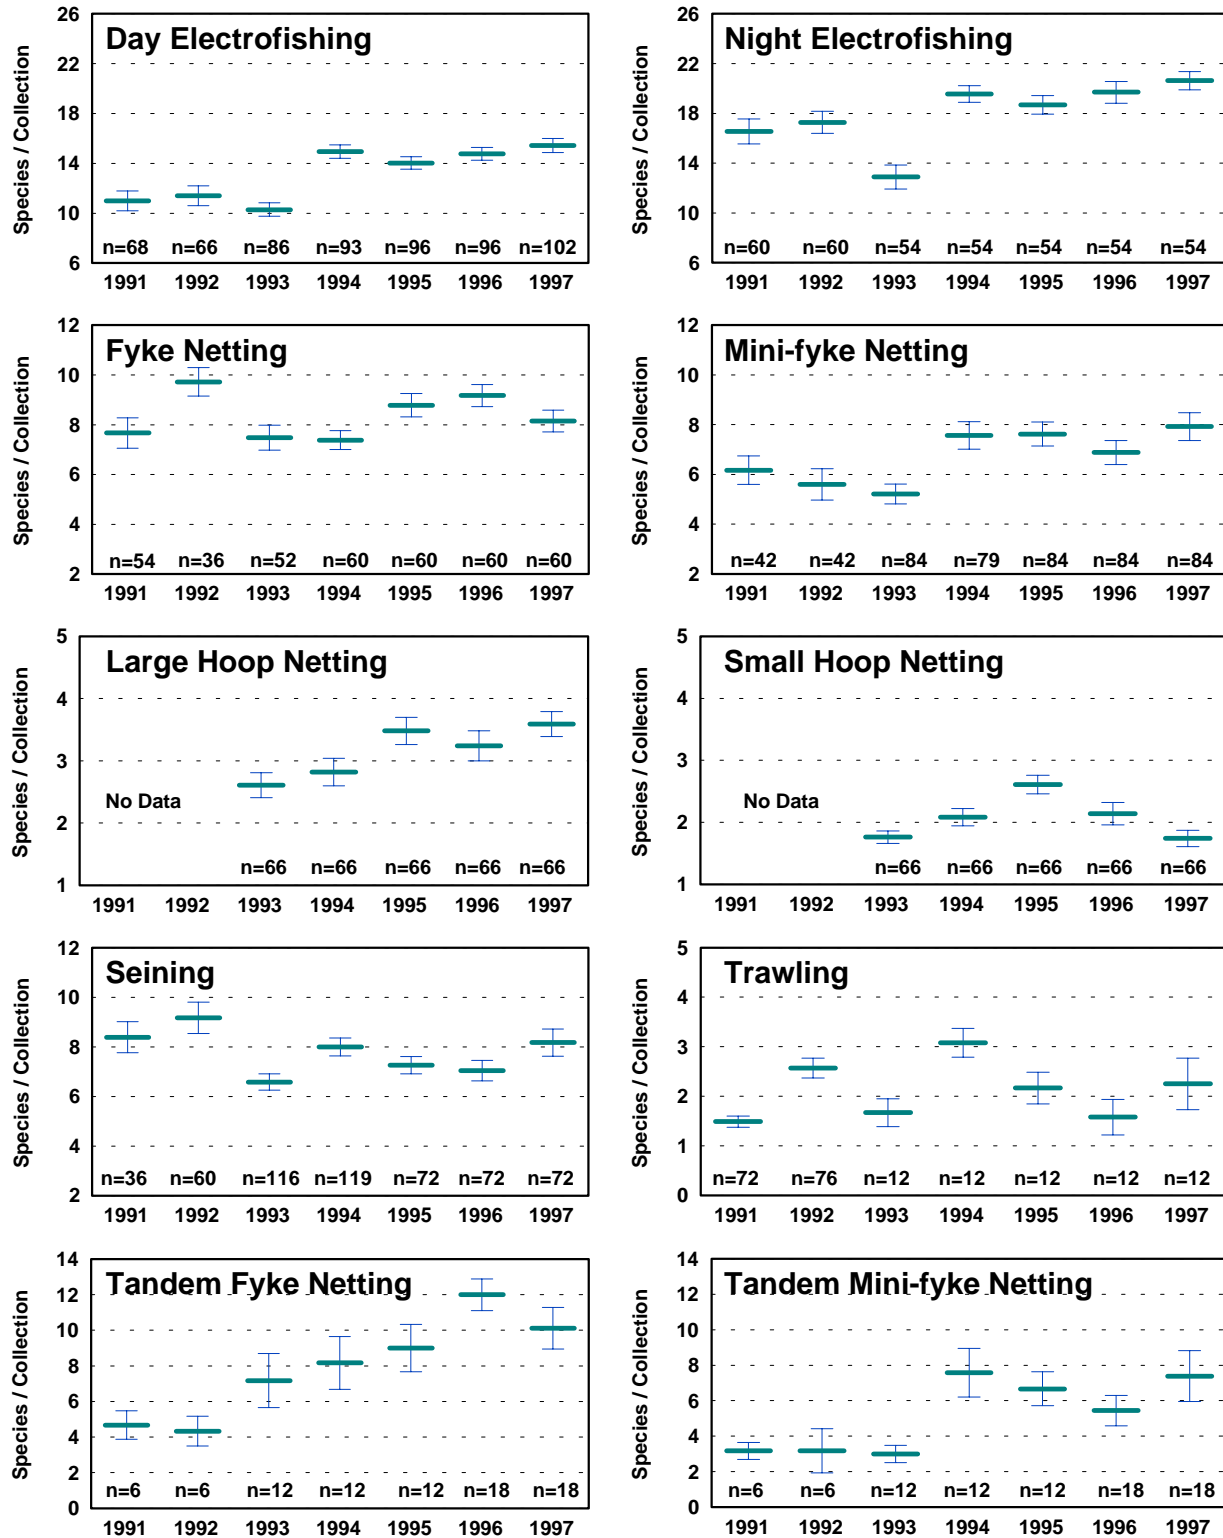 Day Electrofishing
Species / Collection
26
22
18
14
10
6
n=68 n=66 n=86 n=93 n=96 n=96 n=102
1991 1992 1993 1994 1995 1996 1997
Night Electrofishing
Species / Collection
26
22
18
14
10
6
n=60 n=60 n=54 n=54 n=54 n=54 n=54
1991 1992 1993 1994 1995 1996 1997
Fyke Netting
Species / Collection
12
10
8
6
4
2
n=54 n=36 n=52 n=60 n=60 n=60 n=60
1991 1992 1993 1994 1995 1996 1997
Mini-fyke Netting
Species / Collection
12
10
8
6
4
2
n=42 n=42 n=84 n=79 n=84 n=84 n=84
1991 1992 1993 1994 1995 1996 1997
Large Hoop Netting
Species / Collection
5
4
3
2
1
No Data
n=66 n=66 n=66 n=66 n=66
1991 1992 1993 1994 1995 1996 1997
Small Hoop Netting
Species / Collection
5
4
3
2
1
No Data
n=66 n=66 n=66 n=66 n=66
1991 1992 1993 1994 1995 1996 1997
Seining
Species / Collection
12
10
8
6
4
2
n=36 n=60 n=116 n=119 n=72 n=72 n=72
1991 1992 1993 1994 1995 1996 1997
Trawling
Species / Collection
5
4
3
2
1
0
n=72 n=76 n=12 n=12 n=12 n=12 n=12
1991 1992 1993 1994 1995 1996 1997
Tandem Fyke Netting
Species / Collection
14
12
10
8
6
4
2
0
n=6 n=6 n=12 n=12 n=12 n=18 n=18
1991 1992 1993 1994 1995 1996 1997
Tandem Mini-fyke Netting
Species / Collection
14
12
10
8
6
4
2
0
n=6 n=6 n=12 n=12 n=12 n=18 n=18
1991 1992 1993 1994 1995 1996 1997